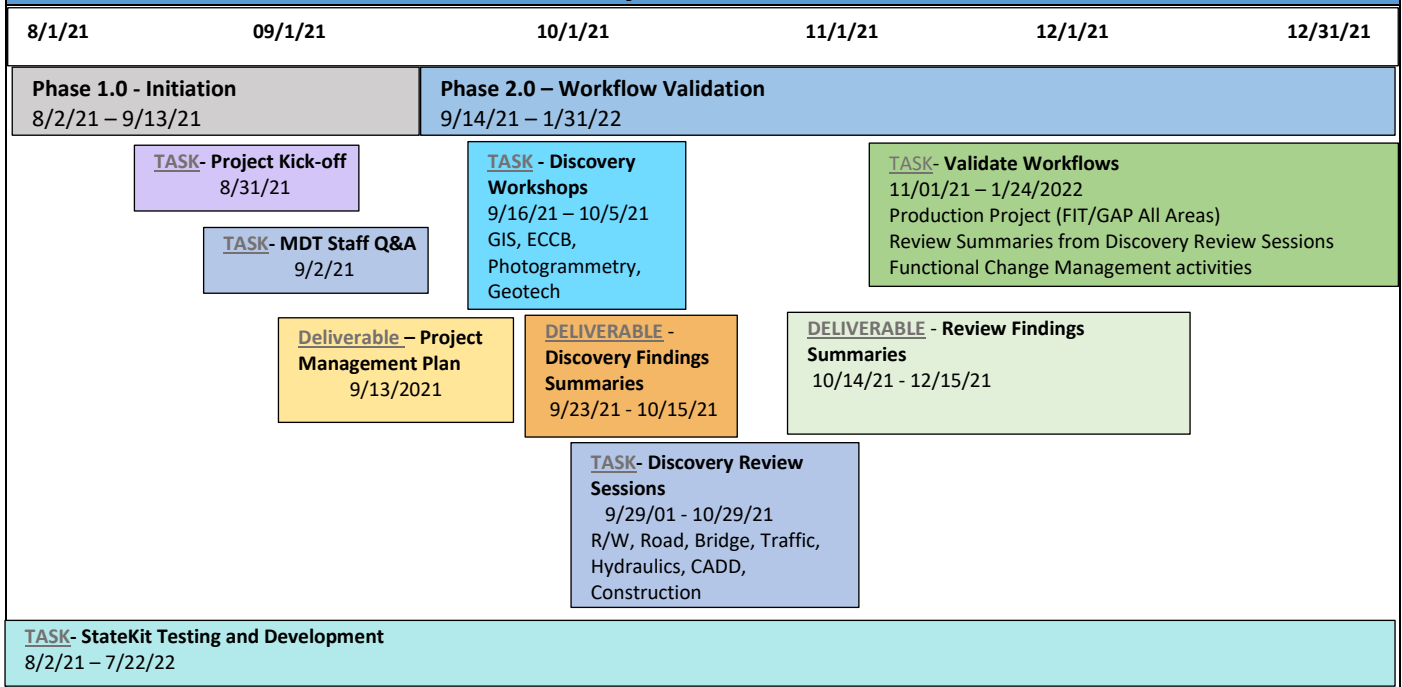 8/1/21 09/1/21 10/1/21 11/1/21 12/1/21 12/31/21
Phase 1.0 - Initiation
8/2/21 – 9/13/21
Phase 2.0 – Workflow Validation
9/14/21 – 1/31/22
TASK- Project Kick-off
8/31/21
TASK - Discovery
Workshops
9/16/21 – 10/5/21
GIS, ECCB,
Photogrammetry,
Geotech
TASK- Validate Workflows
11/01/21 – 1/24/2022
Production Project (FIT/GAP All Areas)
Review Summaries from Discovery Review Sessions
Functional Change Management activities
TASK- MDT Staff Q&A
9/2/21
Deliverable – Project
Management Plan
9/13/2021
DELIVERABLE -
Discovery Findings
Summaries
9/23/21 - 10/15/21
DELIVERABLE - Review Findings
Summaries
10/14/21 - 12/15/21
TASK- Discovery Review
Sessions
9/29/01 - 10/29/21
R/W, Road, Bridge, Traffic,
Hydraulics, CADD,
Construction
TASK- StateKit Testing and Development
8/2/21 – 7/22/22